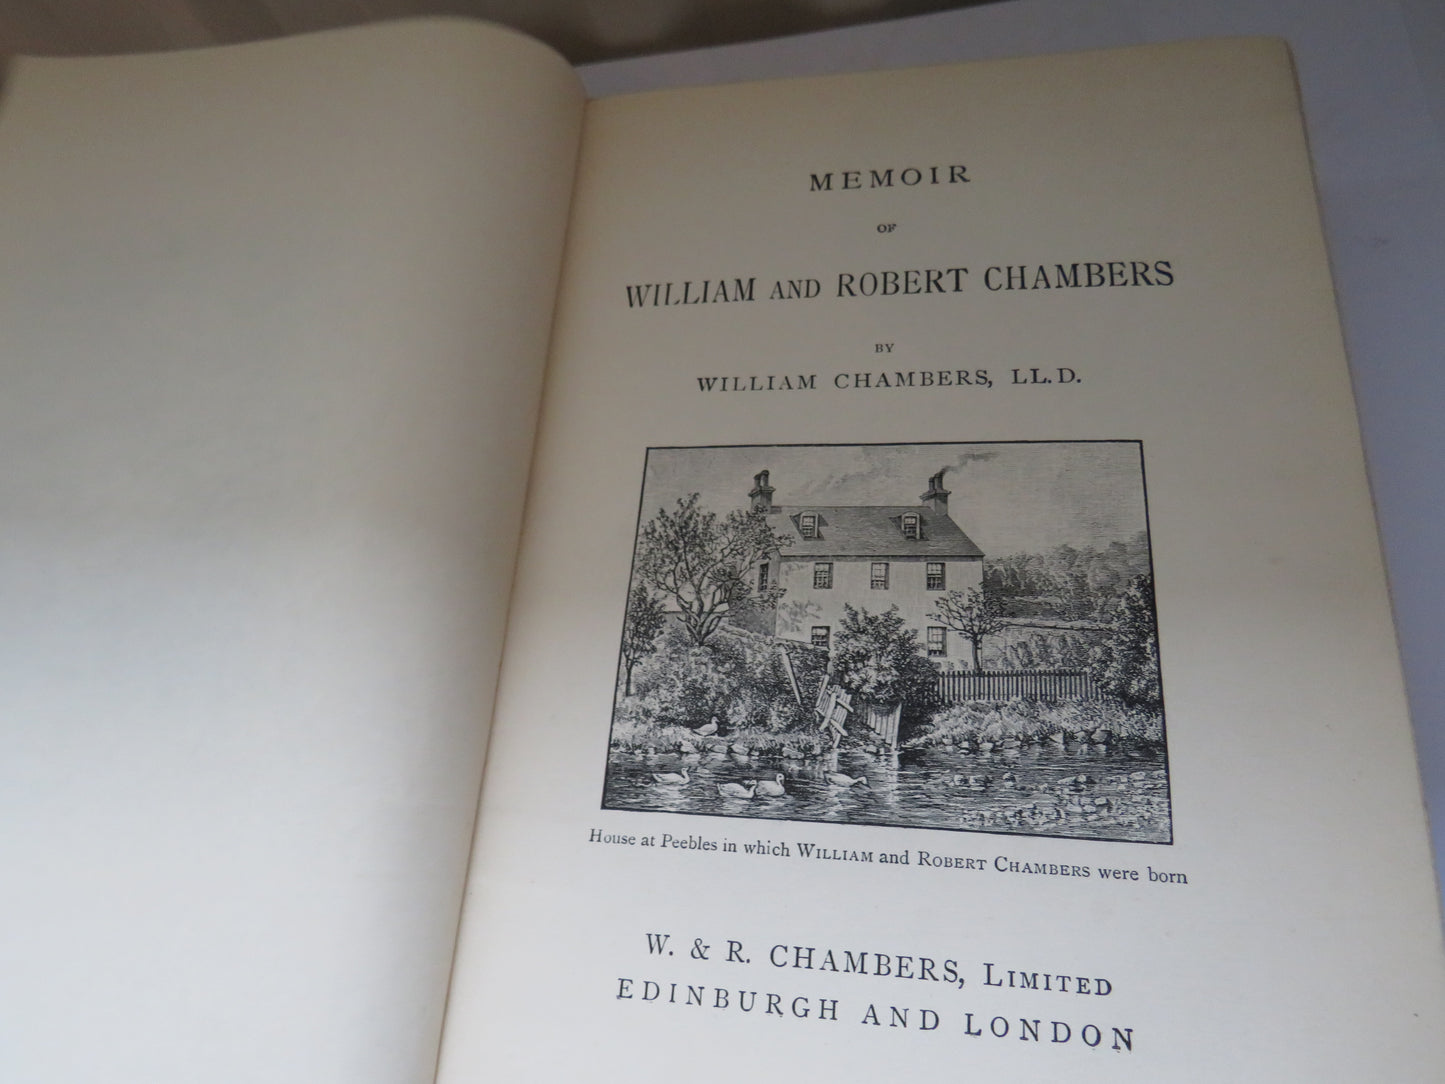 MEMOIR
OF
WILLIAM AND ROBERT CHAMBERS
BY
WILLIAM CHAMBERS, LL.D.
House at Peebles in which WILLIAM and ROBERT CHAMBERS were born
W. & R. CHAMBERS, LIMITED
EDINBURGH AND LONDON